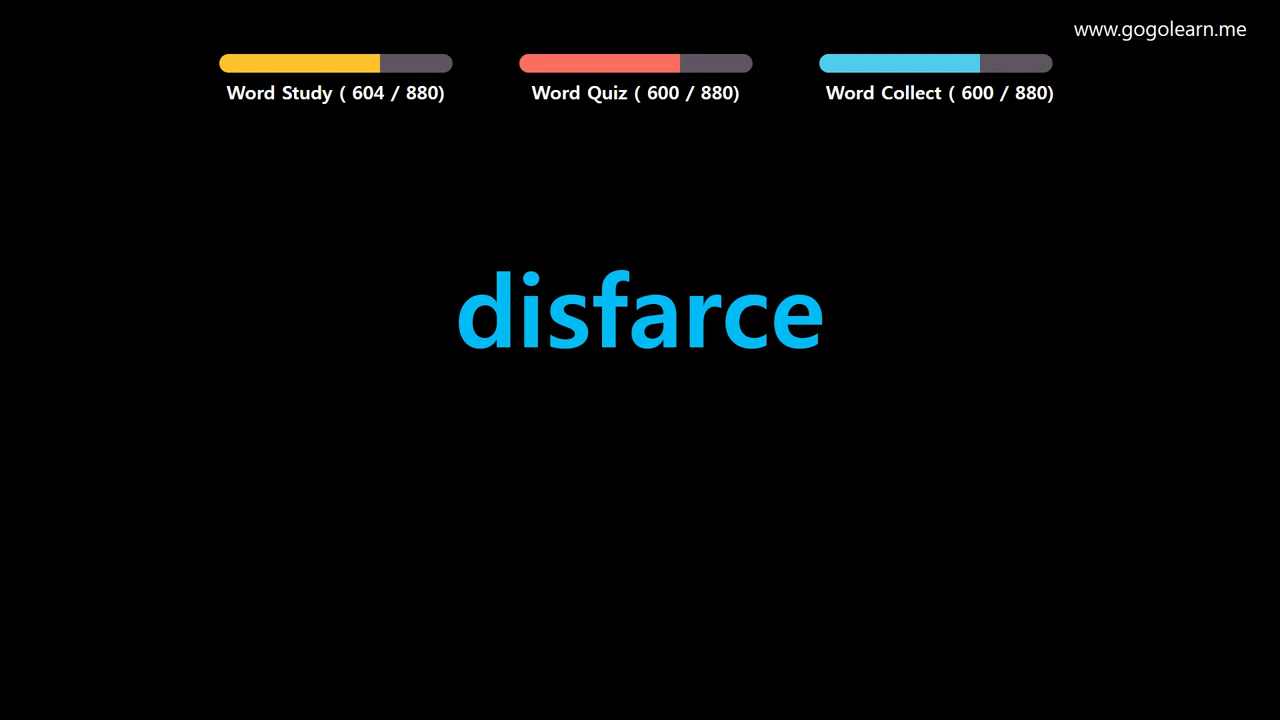 www.gogolearn.me
Word Study ( 604 / 880)
Word Quiz ( 600 / 880)
Word Collect ( 600 / 880)
disfarce